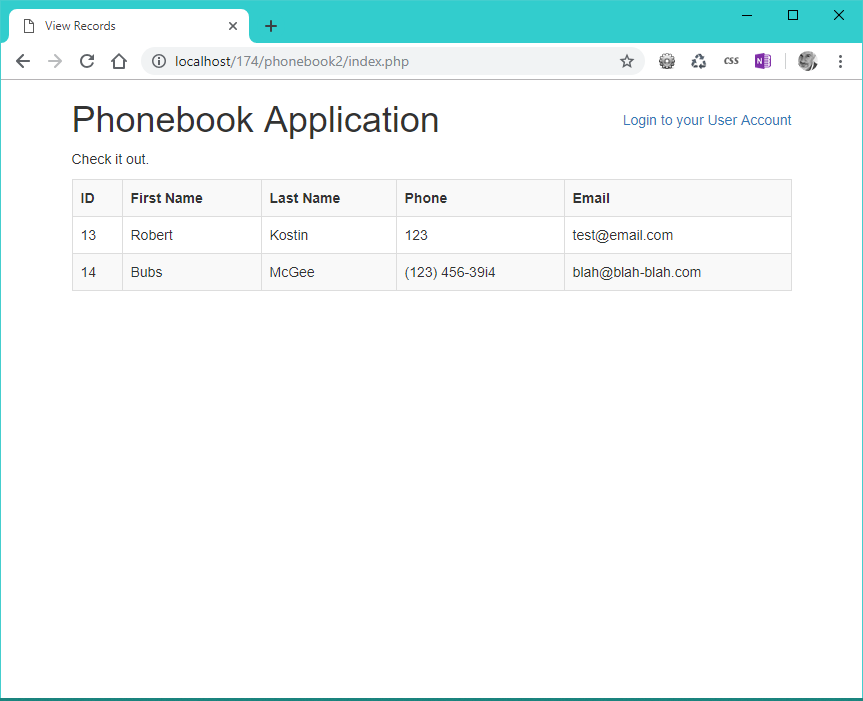 View Records
localhost/174/phonebook2/index.php
css
N
Phonebook Application
Login to your User Account
Check it out.
ID First Name Last Name Phone Email
13 Robert Kostin 123 test@email.com
14 Bubs McGee (123) 456-39i4 blah@blah-blah.com